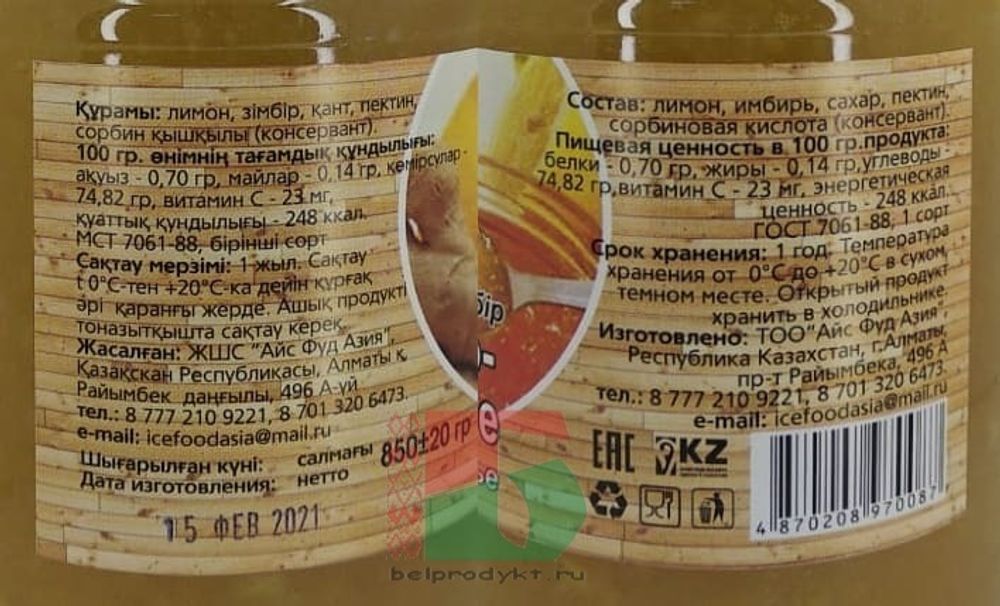 Құрамы: лимон, зімбір, қант, пектин,
сорбин қышқылы (консервант).
100 гр. өнімнің тағамдық құндылығы:
ақуыз - 0,70 гр, майлар - 0,14 гр, көмірсулар -
74,82 гр, витамин С - 23 мг,
қуаттық құндылығы - 248 ккал.
МСТ 7061-88, бірінші сорт
Сақтау мерзімі: 1 жыл. Сақтау
t 0°С-тен +20°С-ка дейін құрғақ
әрі қараңғы жерде. Ашық продукті
тоназытқышта сақтау керек.
Жасалған: ЖШС "Айс Фуд Азия",
Қазақскан Республикасы, Алматы қ.
Райымбек даңғылы, 496 А-үй
тел.: 8 777 210 9221, 8 701 320 6473.
e-mail: icefoodasia@mail.ru
Шығарылған күні: салмағы
Дата изготовления: нетто
850±20 гр
15 ФЕВ 2021
бір
е
Состав: лимон, имбирь, сахар, пектин,
сорбиновая кислота (консервант).
Пищевая ценность в 100 гр.продукта:
белки - 0,70 гр, жиры - 0,14 гр,углеводы -
74,82 гр,витамин С - 23 мг, энергетическая
ценность - 248 ккал.
ГОСТ 7061-88, 1 сорт
Срок хранения: 1 год. Температура
хранения от 0°С до +20°С в сухом,
темном месте. Открытый продукт
хранить в холодильнике.
Изготовлено: ТОО"Айс Фуд Азия",
Республика Казахстан, г.Алматы,
пр-т Райымбека, 496 А
тел.: 8 777 210 9221, 8 701 320 6473.
e-mail: icefoodasia@mail.ru
EAC KZ
4 870208 970087
belprodykt.ru